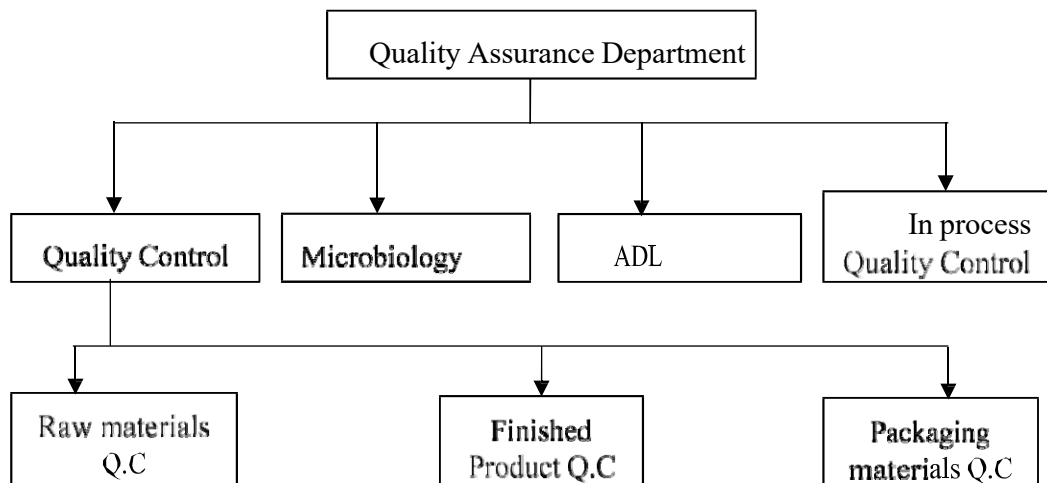 Quality Assurance Department
Quality Control
Microbiology
ADL
In process
Quality Control
Raw materials
Q.C
Finished
Product Q.C
Packaging
materials Q.C